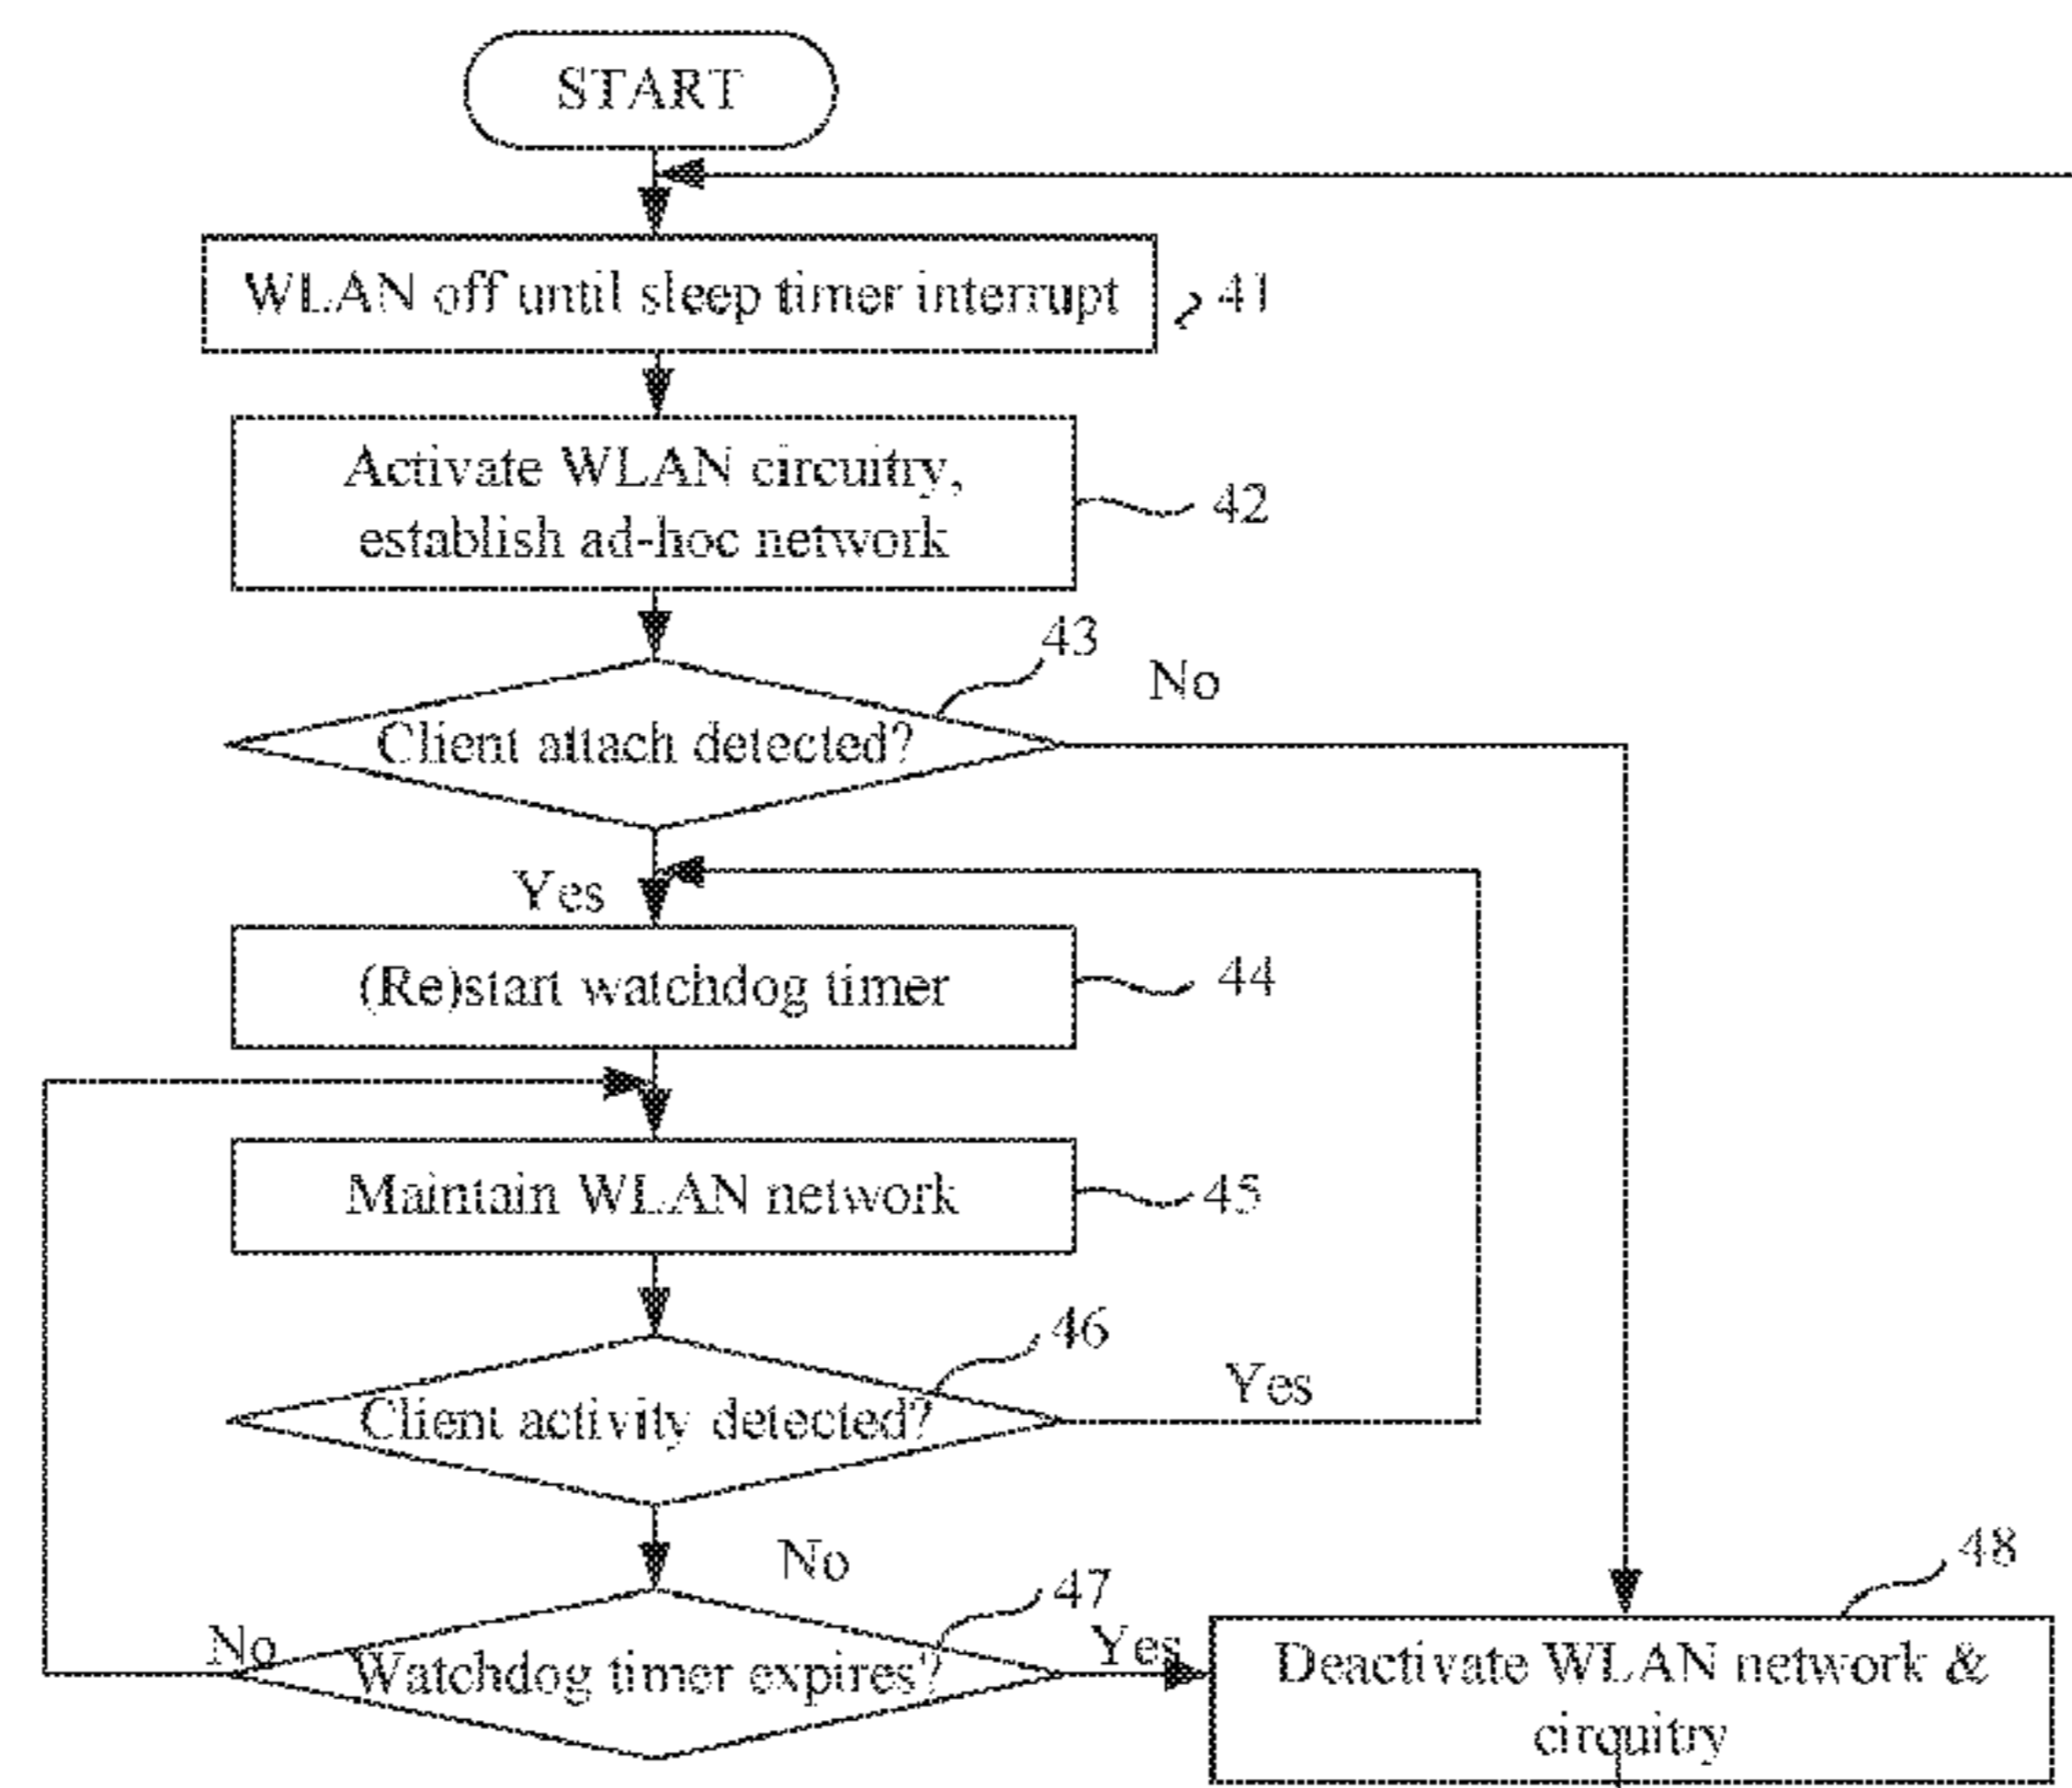 START
WLAN off until sleep timer interrupt
41
Activate WLAN circuitry,
establish ad-hoc network
42
43
No
Client attach detected?
Yes
(Re)start watchdog timer
44
Maintain WLAN network
45
46
Yes
Client activity detected?
No
47
48
No
Watchdog timer expires?
Yes
Deactivate WLAN network &
circuitry